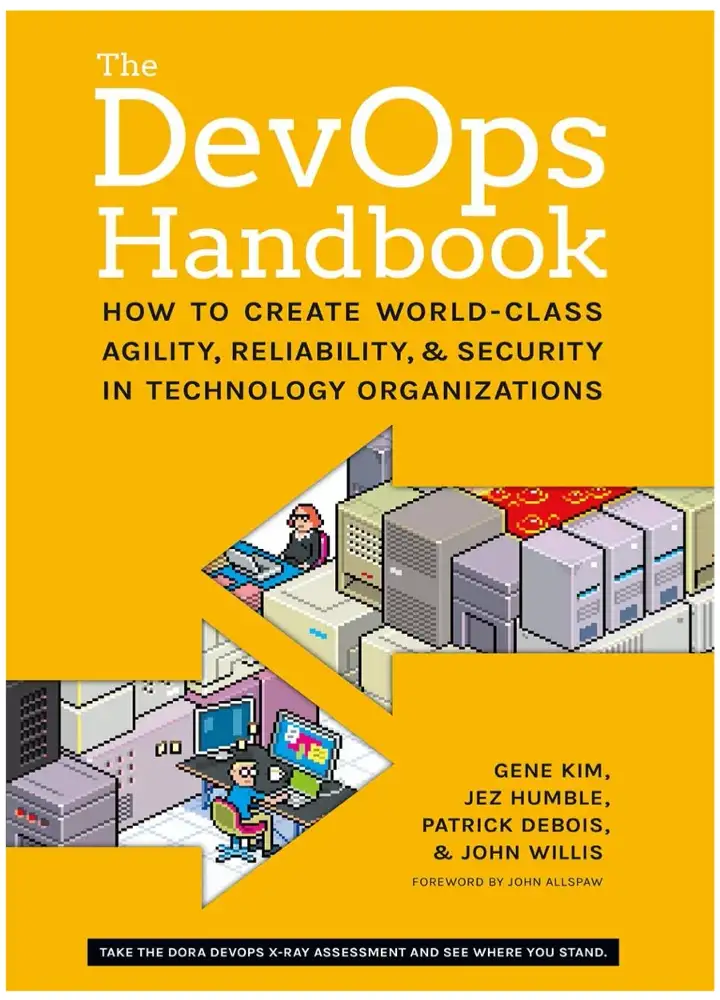 The
DevOps
Handbook
HOW TO CREATE WORLD-CLASS
AGILITY, RELIABILITY, & SECURITY
IN TECHNOLOGY ORGANIZATIONS
GENE KIM,
JEZ HUMBLE,
PATRICK DEBOIS,
& JOHN WILLIS
FOREWORD BY JOHN ALLSPAW
TAKE THE DORA DEVOPS X-RAY ASSESSMENT AND SEE WHERE YOU STAND.